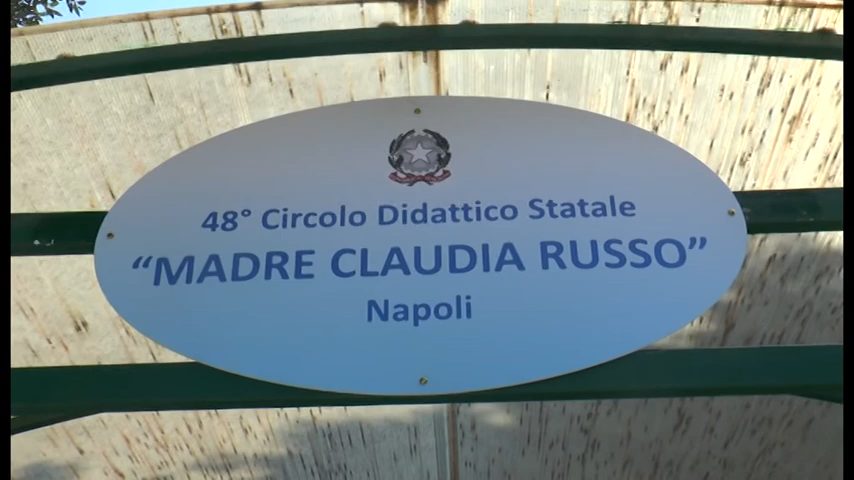 48° Circolo Didattico Statale
“MADRE CLAUDIA RUSSO”
Napoli